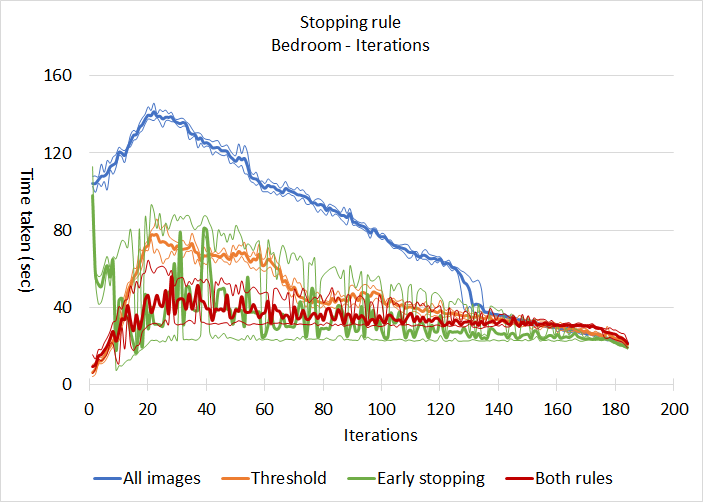 Stopping rule
Bedroom - Iterations
160
120
80
40
0
Time taken (sec)
0 20 40 60 80 100 120 140 160 180 200
Iterations
All images Threshold Early stopping Both rules